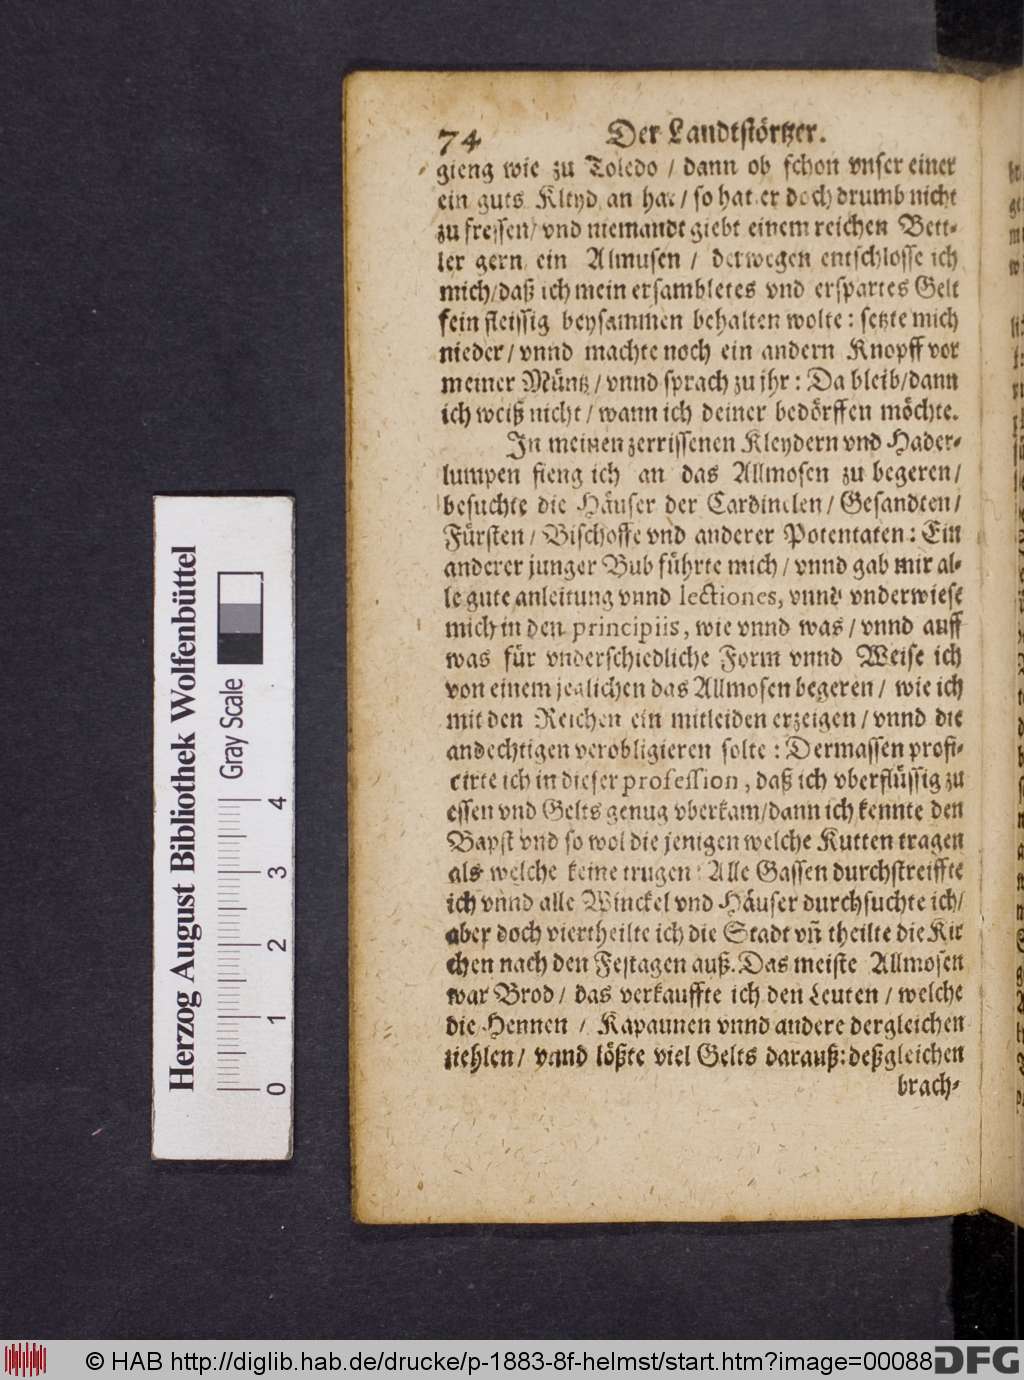 74 Der Landtstörtzer.
gieng wie zu Toledo / dann ob schon vnser einer
ein guts Kleyd an hat / so hat er doch drumb nicht
zu fressen / vnd niemandt giebt einem reichen Bett-
ler gern ein Almusen / derwegen entschlosse ich
mich / daß ich mein ersambletes vnd erspartes Gelt
fein fleissig beysammen behalten wolte : setzte mich
nieder / vnnd machte noch ein andern Knopff vor
meiner Müntz / vnnd sprach zu jhr : Da bleib / dann
ich weiß nicht / wann ich deiner bedörffen möchte.
In meinen zerrissenen Kleydern vnd Hader-
lumpen fieng ich an das Allmosen zu begeren /
besuchte die Häuser der Cardinelen / Gesandten /
Fürsten / Bischoffe vnd anderer Potentaten : Ein
anderer junger Bub führte mich / vnnd gab mir al-
le gute anleitung vnnd lectiones, vnnd vnderwiese
mich in den principiis, wie vnnd was / vnnd auff
was für vnderschiedliche Form vnnd Weise ich
von einem jeglichen das Allmosen begeren / wie ich
mit den Reichen ein mitleiden erzeigen / vnnd die
andechtigen verobligieren solte : Dermassen profi-
cirte ich in dieser profession, daß ich vberflüssig zu
essen vnd Gelts genug vberkam / dann ich kennte den
Bapst vnd so wol die jenigen welche Kutten tragen
als welche keine trugen : Alle Gassen durchstreiffte
ich vnnd alle Winckel vnd Häuser durchsuchte ich /
aber doch viertheilte ich die Stadt vñ theilte die Kir
chen nach den Festagen auß. Das meiste Allmosen
war Brod / das verkauffte ich den Leuten / welche
die Hennen / Kapaunen vnnd andere dergleichen
ziehlen / vnnd lößte viel Gelts darauß : deßgleichen
brach-
Herzog August Bibliothek Wolfenbüttel
Gray Scale
0 1 2 3 4
© HAB http://diglib.hab.de/drucke/p-1883-8f-helmst/start.htm?image=00088
DFG